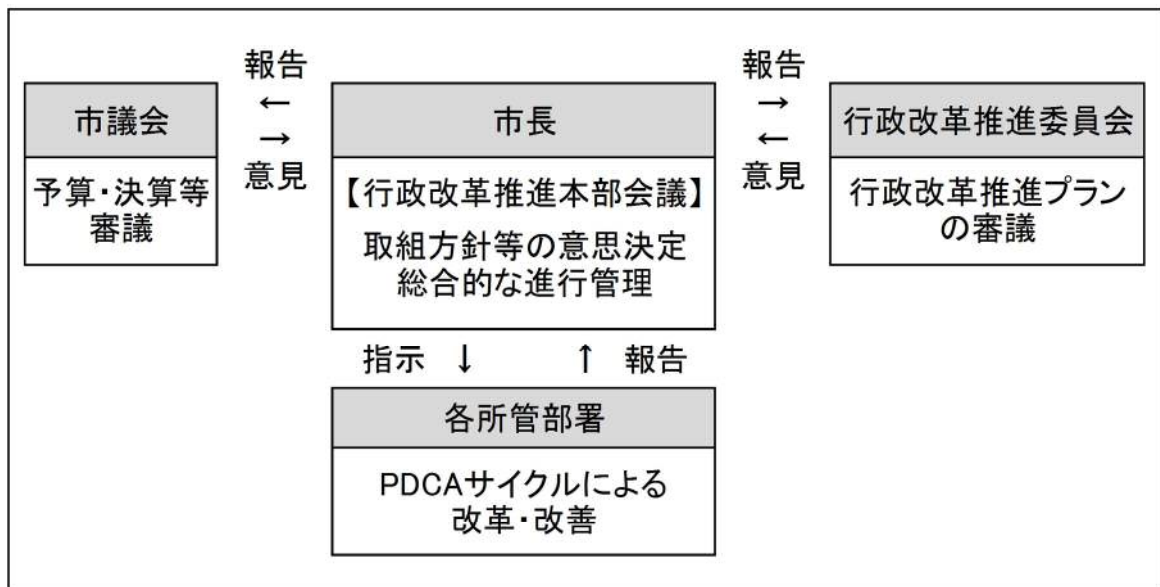 市議会
予算・決算等
審議
報告
←
→
意見
市長
【行政改革推進本部会議】
取組方針等の意思決定
総合的な進行管理
報告
→
←
意見
行政改革推進委員会
行政改革推進プラン
の審議
指示 ↓ ↑ 報告
各所管部署
PDCAサイクルによる
改革・改善